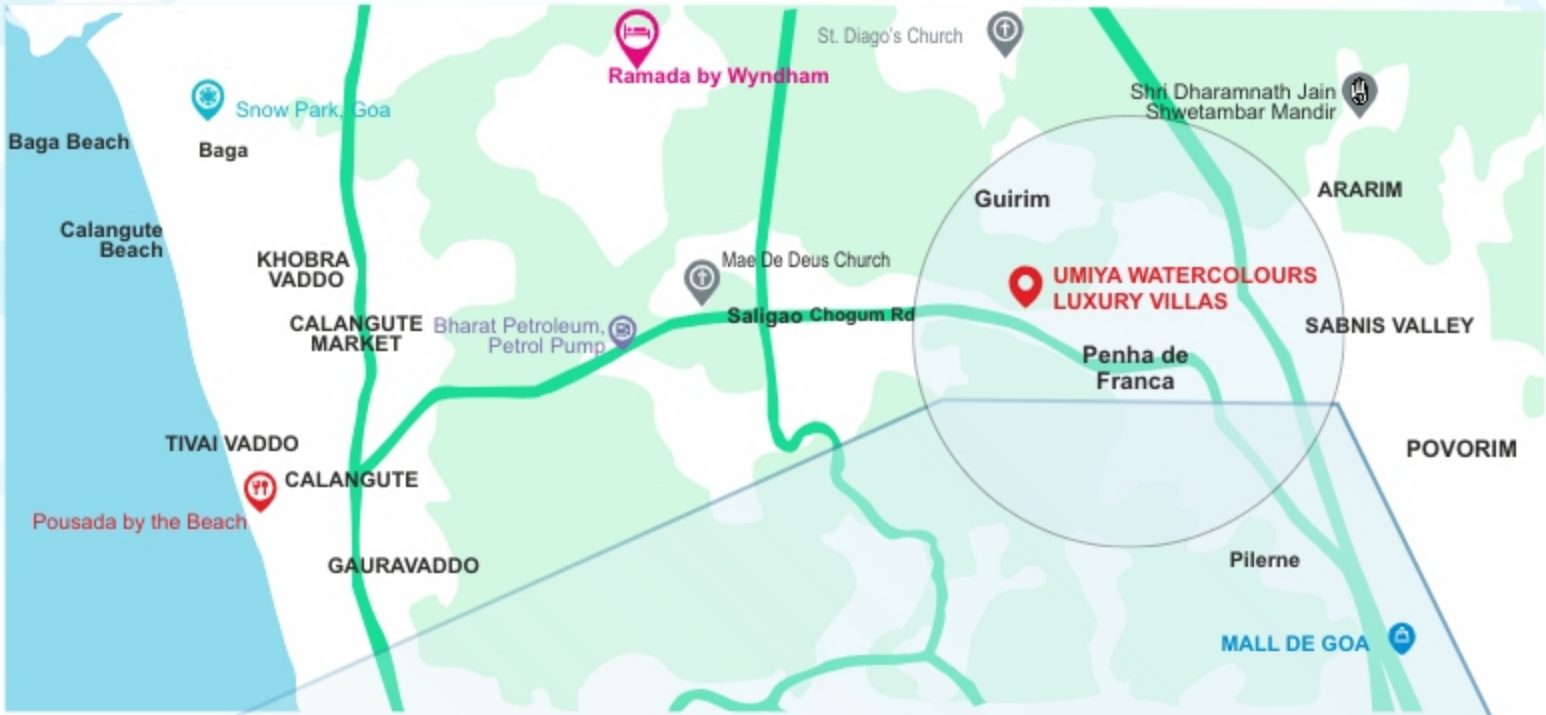 St. Diago's Church
Ramada by Wyndham
Shri Dharamnath Jain
Shwetambar Mandir
Snow Park, Goa
Baga Beach
Baga
ARARIM
Guirim
Calangute
Beach
KHOBRA
VADDO
Mae De Deus Church
UMIYA WATERCOLOURS
LUXURY VILLAS
CALANGUTE
MARKET
Bharat Petroleum,
Petrol Pump
Saligao Chogum Rd
SABNIS VALLEY
Penha de
Franca
TIVAI VADDO
POVORIM
CALANGUTE
Pousada by the Beach
GAURAVADDO
Pilerne
MALL DE GOA